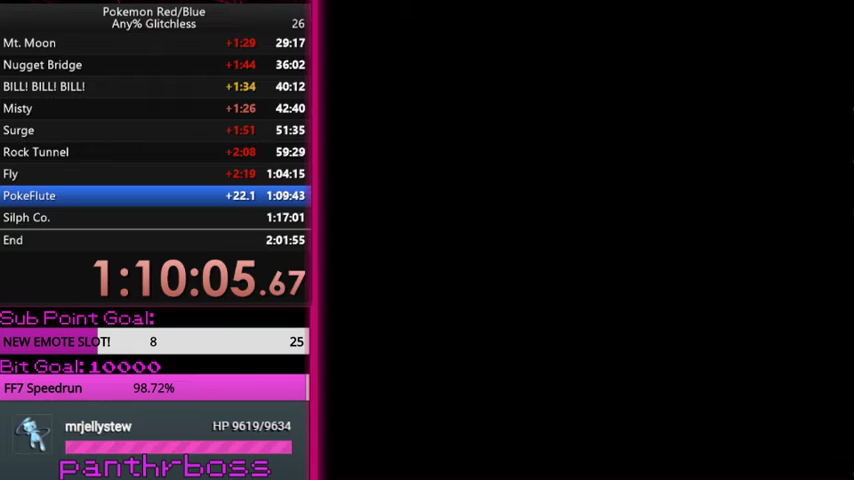 Pokemon Red/Blue
Any% Glitchless 26
Mt. Moon +1:29 29:17
Nugget Bridge +1:44 36:02
BILL! BILL! BILL! +1:34 40:12
Misty +1:26 42:40
Surge +1:51 51:35
Rock Tunnel +2:08 59:29
Fly +2:19 1:04:15
PokeFlute +22.1 1:09:43
Silph Co. 1:17:01
End 2:01:55
1:10:05.67
Sub Point Goal:
NEW EMOTE SLOT! 8 25
Bit Goal: 10000
FF7 Speedrun 98.72%
mrjellystew HP 9619/9634
panthrboss